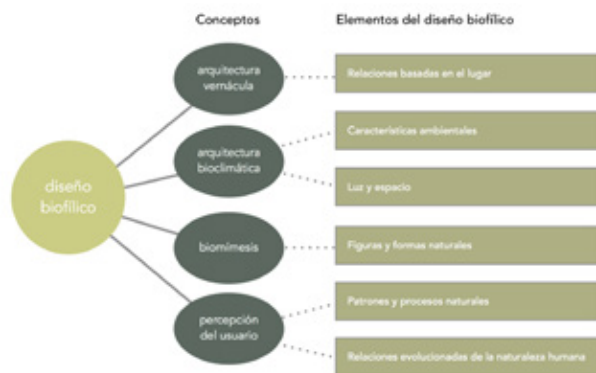 Conceptos
Elementos del diseño biofílico
diseño
biofílico
arquitectura
vernácula
Relaciones basadas en el lugar
arquitectura
bioclimática
Características ambientales
Luz y espacio
biomímesis
Figuras y formas naturales
percepción
del usuario
Patrones y procesos naturales
Relaciones evolucionadas de la naturaleza humana